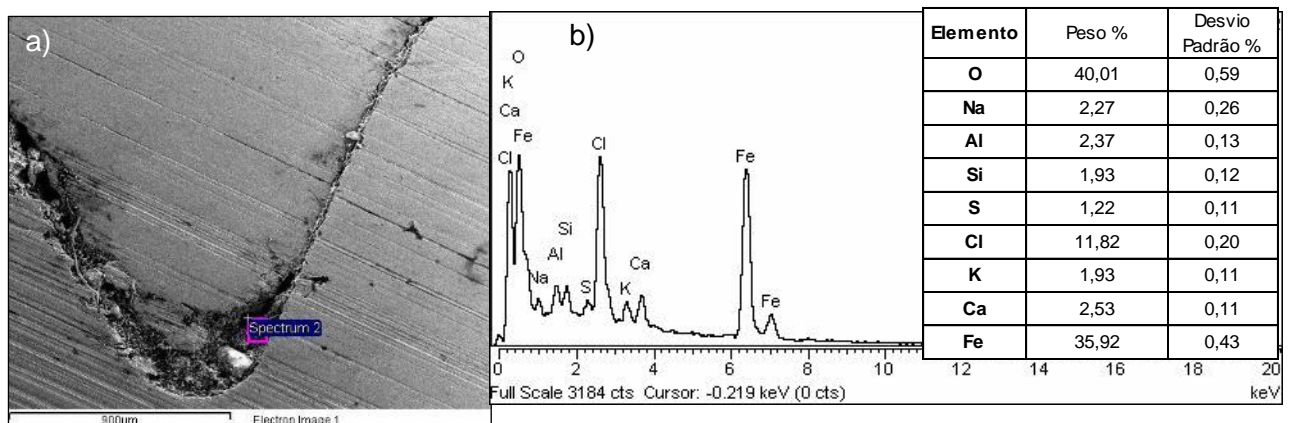 a)
Spectrum 2
900µm
Electron Image 1
b)
O
K
Ca
Fe
Cl
Na
Al
Si
S
Cl
K
Ca
Fe
Fe
0 2 4 6 8 10 12 14 16 18 20
Full Scale 3184 cts Cursor: -0.219 keV (0 cts)
keV
Elemento Peso % Desvio
Padrão %
O 40,01 0,59
Na 2,27 0,26
Al 2,37 0,13
Si 1,93 0,12
S 1,22 0,11
Cl 11,82 0,20
K 1,93 0,11
Ca 2,53 0,11
Fe 35,92 0,43